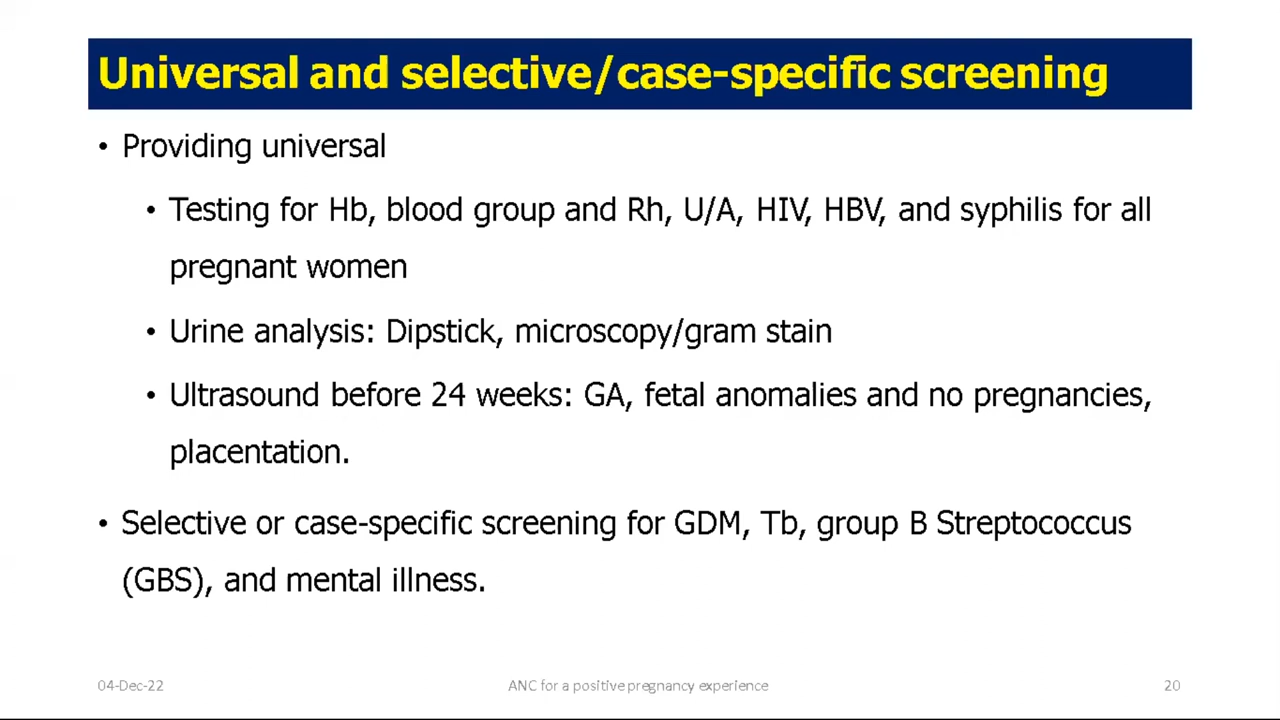 Universal and selective/case-specific screening
• Providing universal
• Testing for Hb, blood group and Rh, U/A, HIV, HBV, and syphilis for all
pregnant women
• Urine analysis: Dipstick, microscopy/gram stain
• Ultrasound before 24 weeks: GA, fetal anomalies and no pregnancies,
placentation.
• Selective or case-specific screening for GDM, Tb, group B Streptococcus
(GBS), and mental illness.
04-Dec-22
ANC for a positive pregnancy experience
20